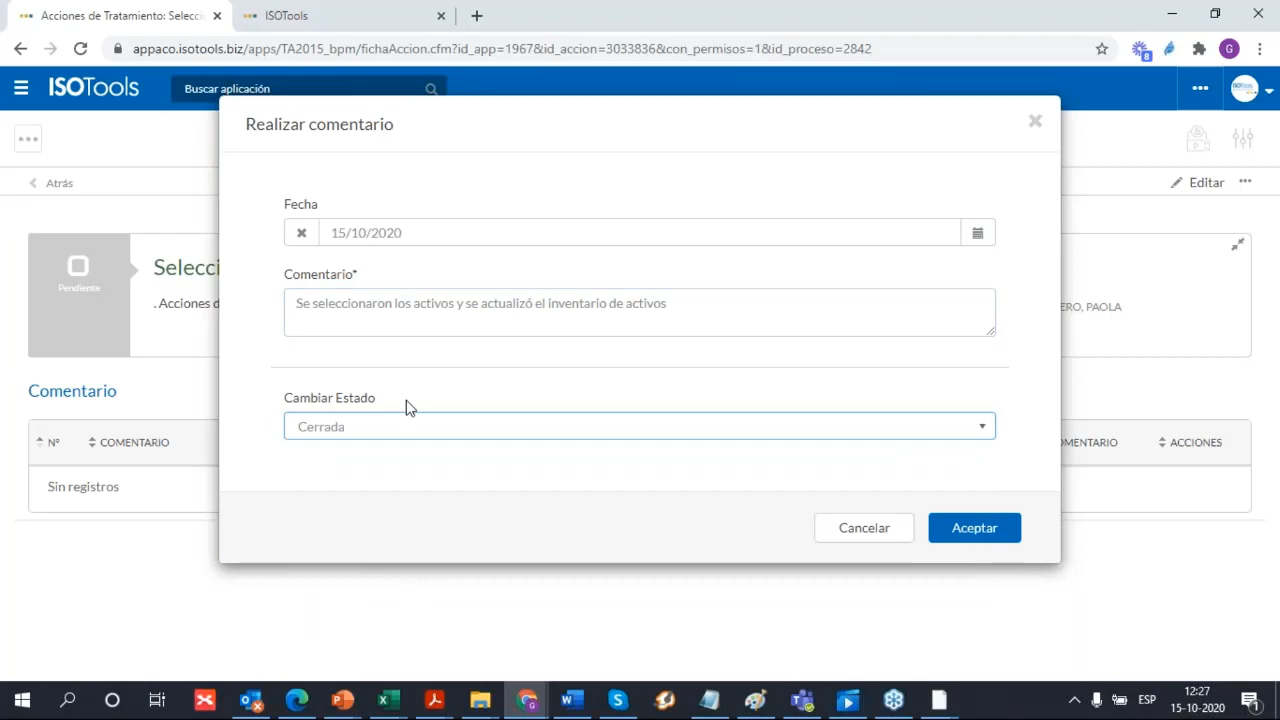 Acciones de Tratamiento: Selecc
ISOTools
appaco.isotools.biz/apps/TA2015_bpm/fichaAccion.cfm?id_app=1967&id_accion=3033836&con_permisos=1&id_proceso=2842
8
G
ISOTools
Buscar aplicación
Realizar comentario
Atrás
Editar
Fecha
15/10/2020
Selecci
Pendiente
. Acciones d
ERO, PAOLA
Comentario*
Se seleccionaron los activos y se actualizó el inventario de activos
Comentario
Cambiar Estado
Cerrada
Nº
COMENTARIO
OMENTARIO
ACCIONES
Sin registros
Cancelar
Aceptar
ESP
12:27
15-10-2020
1